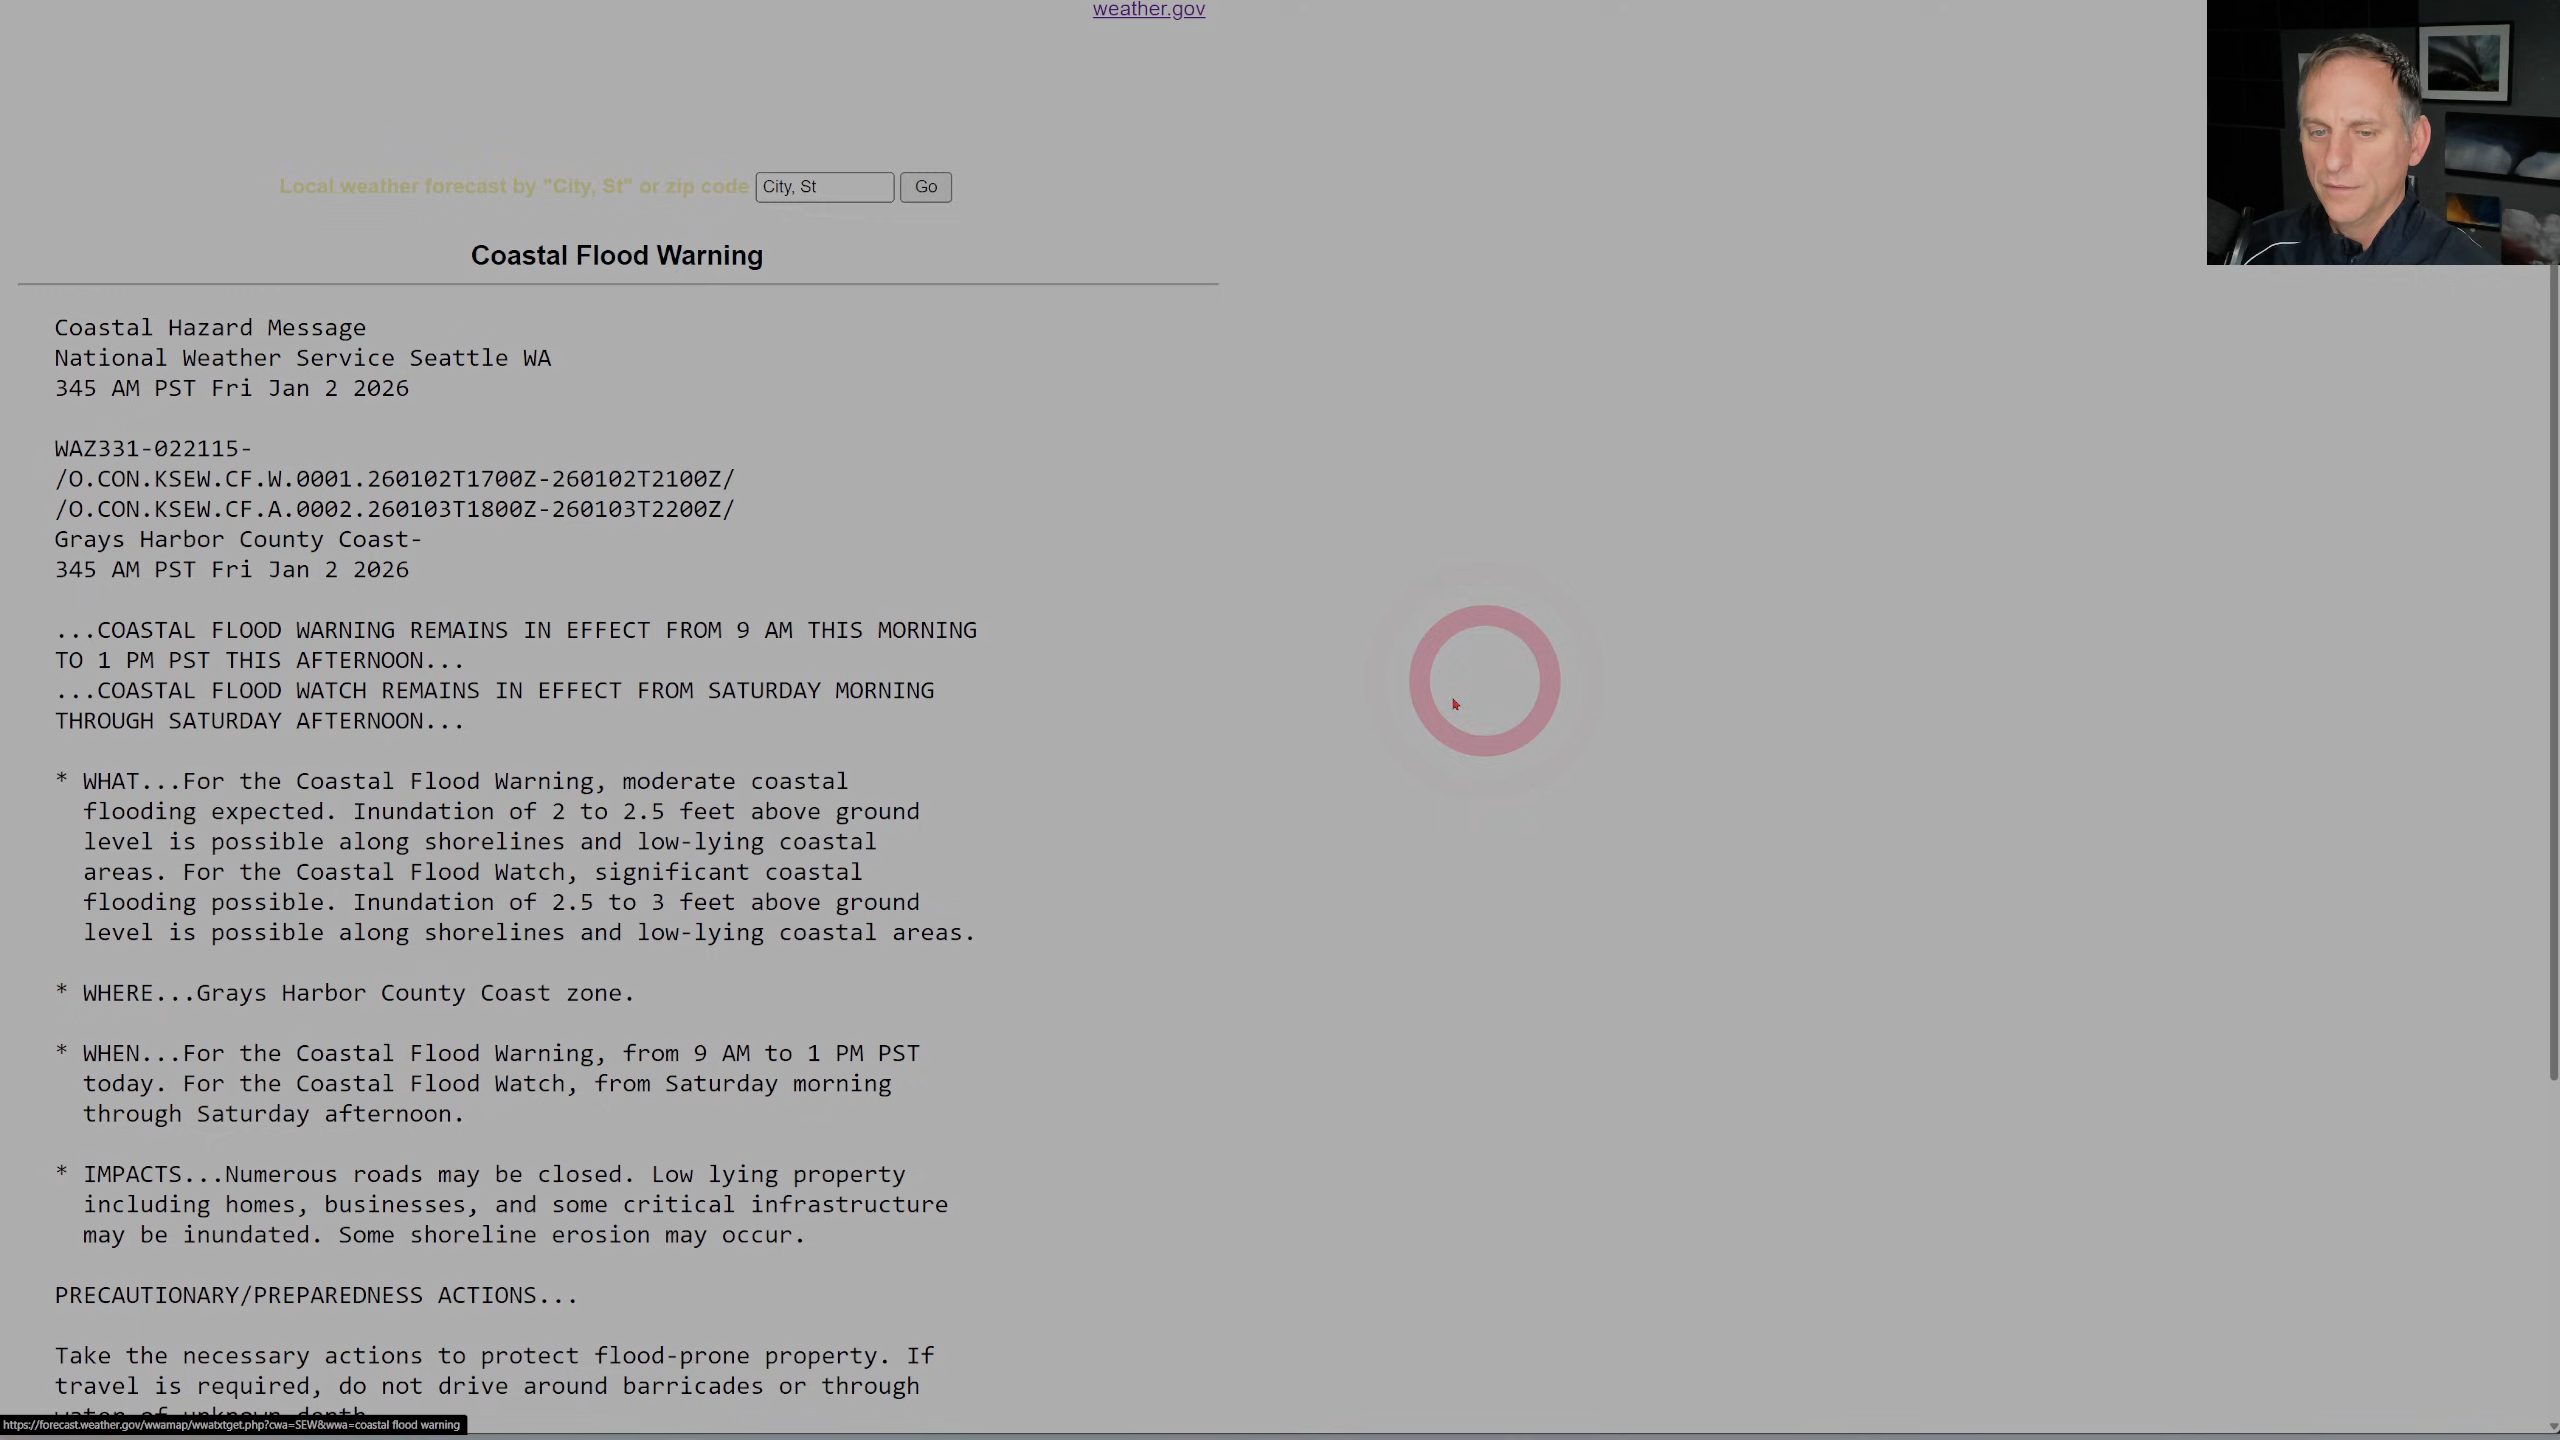 weather.gov
Local weather forecast by "City, St" or zip code City, St Go
Coastal Flood Warning
Coastal Hazard Message
National Weather Service Seattle WA
345 AM PST Fri Jan 2 2026
WAZ331-022115-
/O.CON.KSEW.CF.W.0001.260102T1700Z-260102T2100Z/
/O.CON.KSEW.CF.A.0002.260103T1800Z-260103T2200Z/
Grays Harbor County Coast-
345 AM PST Fri Jan 2 2026
...COASTAL FLOOD WARNING REMAINS IN EFFECT FROM 9 AM THIS MORNING
TO 1 PM PST THIS AFTERNOON...
...COASTAL FLOOD WATCH REMAINS IN EFFECT FROM SATURDAY MORNING
THROUGH SATURDAY AFTERNOON...
* WHAT...For the Coastal Flood Warning, moderate coastal
flooding expected. Inundation of 2 to 2.5 feet above ground
level is possible along shorelines and low-lying coastal
areas. For the Coastal Flood Watch, significant coastal
flooding possible. Inundation of 2.5 to 3 feet above ground
level is possible along shorelines and low-lying coastal areas.
* WHERE...Grays Harbor County Coast zone.
* WHEN...For the Coastal Flood Warning, from 9 AM to 1 PM PST
today. For the Coastal Flood Watch, from Saturday morning
through Saturday afternoon.
* IMPACTS...Numerous roads may be closed. Low lying property
including homes, businesses, and some critical infrastructure
may be inundated. Some shoreline erosion may occur.
PRECAUTIONARY/PREPAREDNESS ACTIONS...
Take the necessary actions to protect flood-prone property. If
travel is required, do not drive around barricades or through
water of unknown depth
https://forecast.weather.gov/wwamap/wwatxtget.php?cwa=SEW&wwa=coastal flood warning